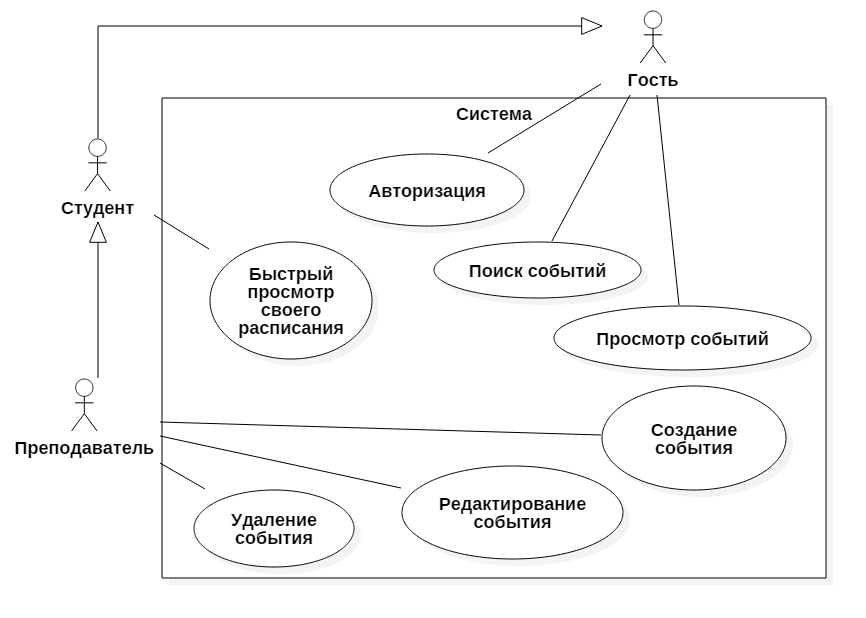 Гость
Система
Авторизация
Студент
Быстрый
просмотр
своего
расписания
Поиск событий
Просмотр событий
Преподаватель
Создание
события
Редактирование
события
Удаление
события